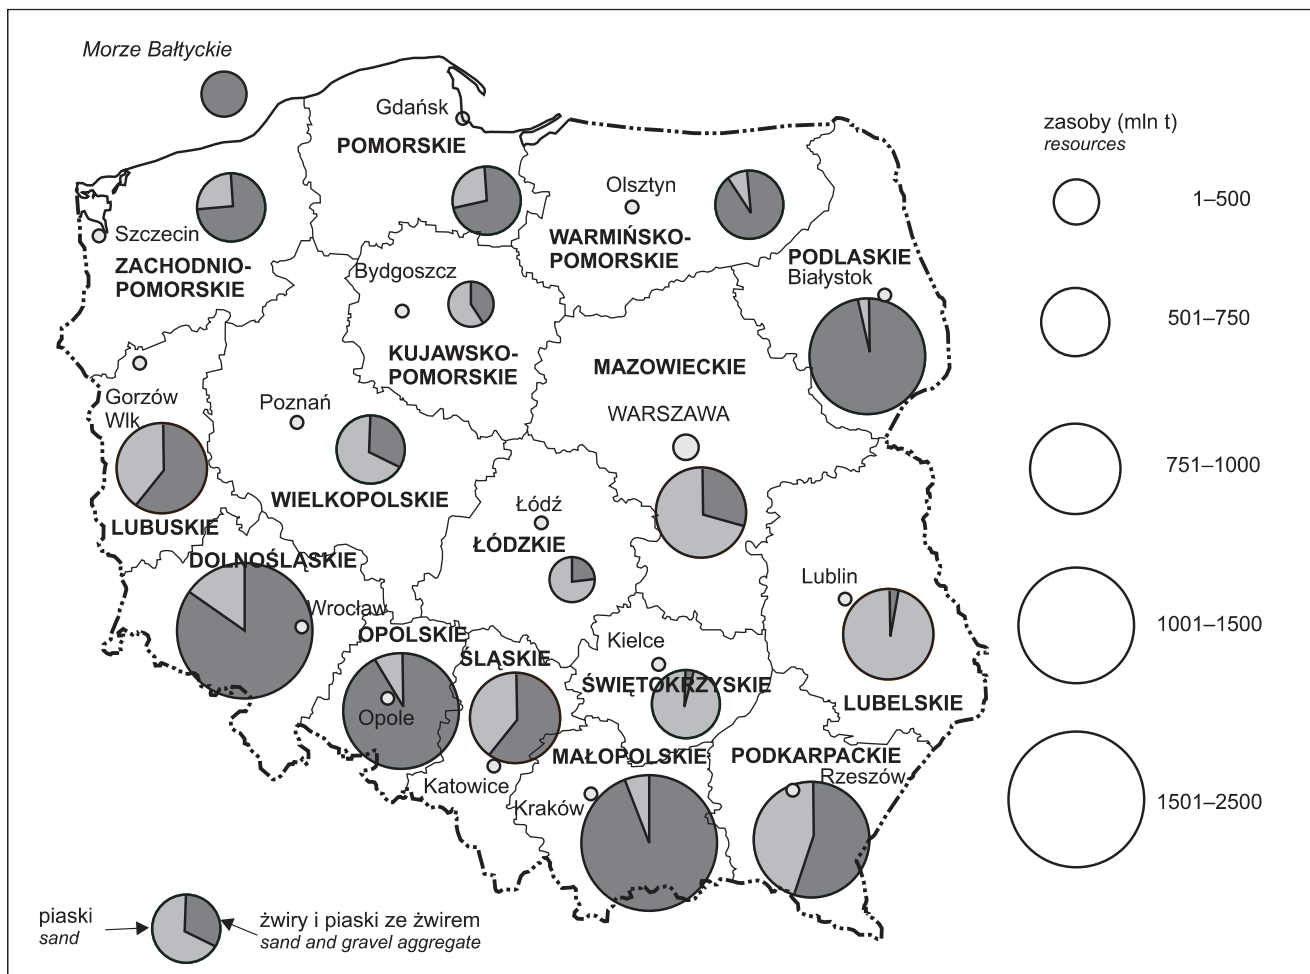 Morze Bałtyckie
Gdańsk
POMORSKIE
Olsztyn
WARMIŃSKO-
POMORSKIE
Szczecin
ZACHODNIO-
POMORSKIE
PODLASKIE
Białystok
Bydgoszcz
KUJAWSKO-
POMORSKIE
MAZOWIECKIE
WARSZAWA
Gorzów
Wlk
LUBUSKIE
Poznań
WIELKOPOLSKIE
Łódź
ŁÓDZKIE
DOLNOŚLĄSKIE
Wrocław
OPOLSKIE
Opole
ŚLĄSKIE
Katowice
Kielce
ŚWIĘTOKRZYSKIE
Lublin
LUBELSKIE
MAŁOPOLSKIE
Kraków
PODKARPACKIE
Rzeszów
zasoby (mln t)
resources
1–500
501–750
751–1000
1001–1500
1501–2500
piaski
sand
żwiry i piaski ze żwirem
sand and gravel aggregate